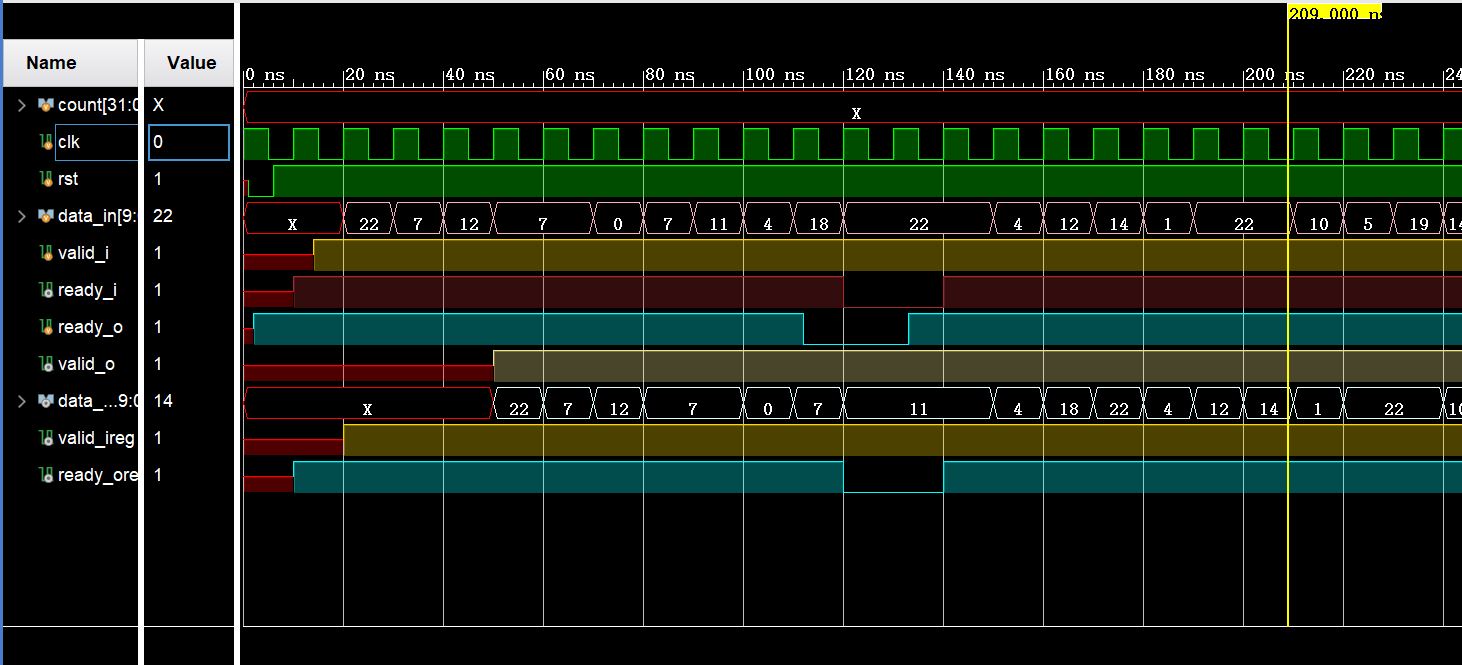 209.000 n
Name Value
0 ns 20 ns 40 ns 60 ns 80 ns 100 ns 120 ns 140 ns 160 ns 180 ns 200 ns 220 ns 24
count[31:0 X X
clk 0
rst 1
data_in[9: 22 X 22 7 12 7 0 7 11 4 18 22 4 12 14 1 22 10 5 19 14
valid_i 1
ready_i 1
ready_o 1
valid_o 1
data_...9:0 14 X 22 7 12 7 0 7 11 4 18 22 4 12 14 1 22 10
valid_ireg 1
ready_ore 1